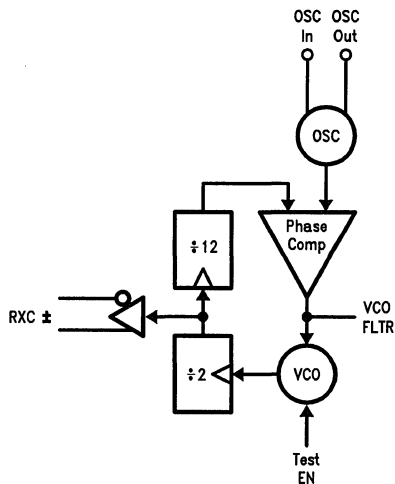 OSC OSC
In Out
OSC
Phase
Comp
÷12
RXC ±
VCO
FLTR
÷2
VCO
Test
EN